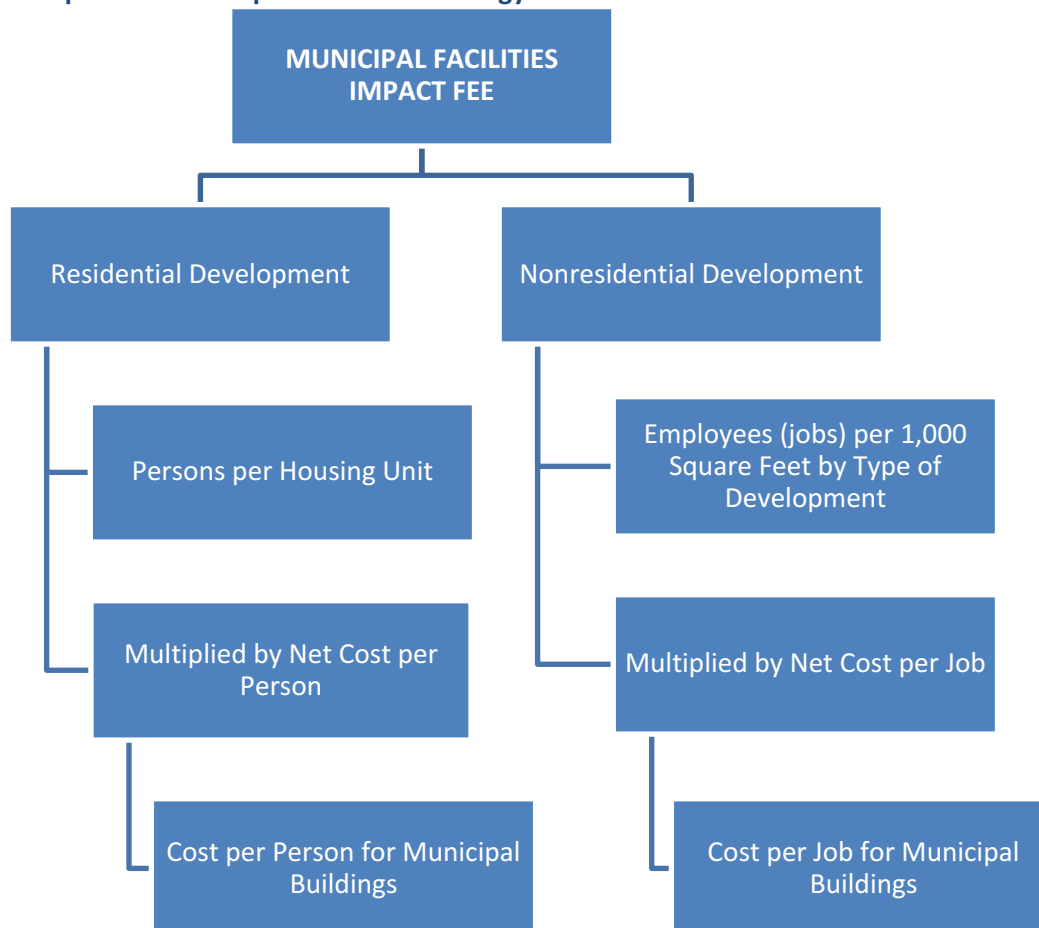 MUNICIPAL FACILITIES
IMPACT FEE
Residential Development
Nonresidential Development
Persons per Housing Unit
Employees (jobs) per 1,000
Square Feet by Type of
Development
Multiplied by Net Cost per
Person
Multiplied by Net Cost per Job
Cost per Person for Municipal
Buildings
Cost per Job for Municipal
Buildings